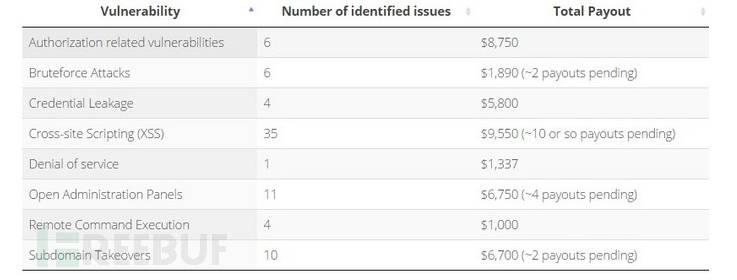 Vulnerability Number of identified issues Total Payout
Authorization related vulnerabilities 6 $8,750
Bruteforce Attacks 6 $1,890 (~2 payouts pending)
Credential Leakage 4 $5,800
Cross-site Scripting (XSS) 35 $9,550 (~10 or so payouts pending)
Denial of service 1 $1,337
Open Administration Panels 11 $6,750 (~4 payouts pending)
Remote Command Execution 4 $1,000
Subdomain Takeovers 10 $6,700 (~2 payouts pending)
FREEBUF